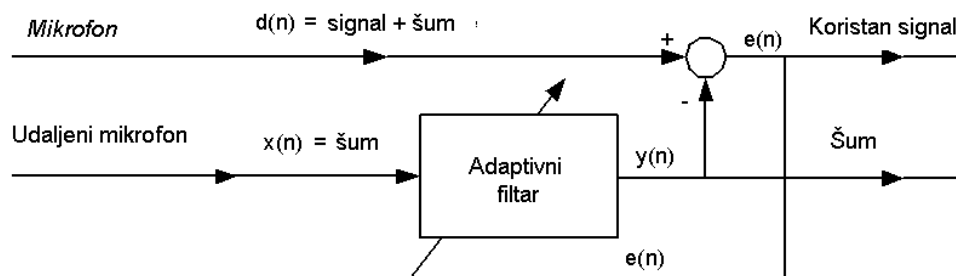 Mikrofon
d(n) = signal + šum
+
e(n)
Koristan signal
-
Udaljeni mikrofon
x(n) = šum
Adaptivni
filtar
y(n)
Šum
e(n)